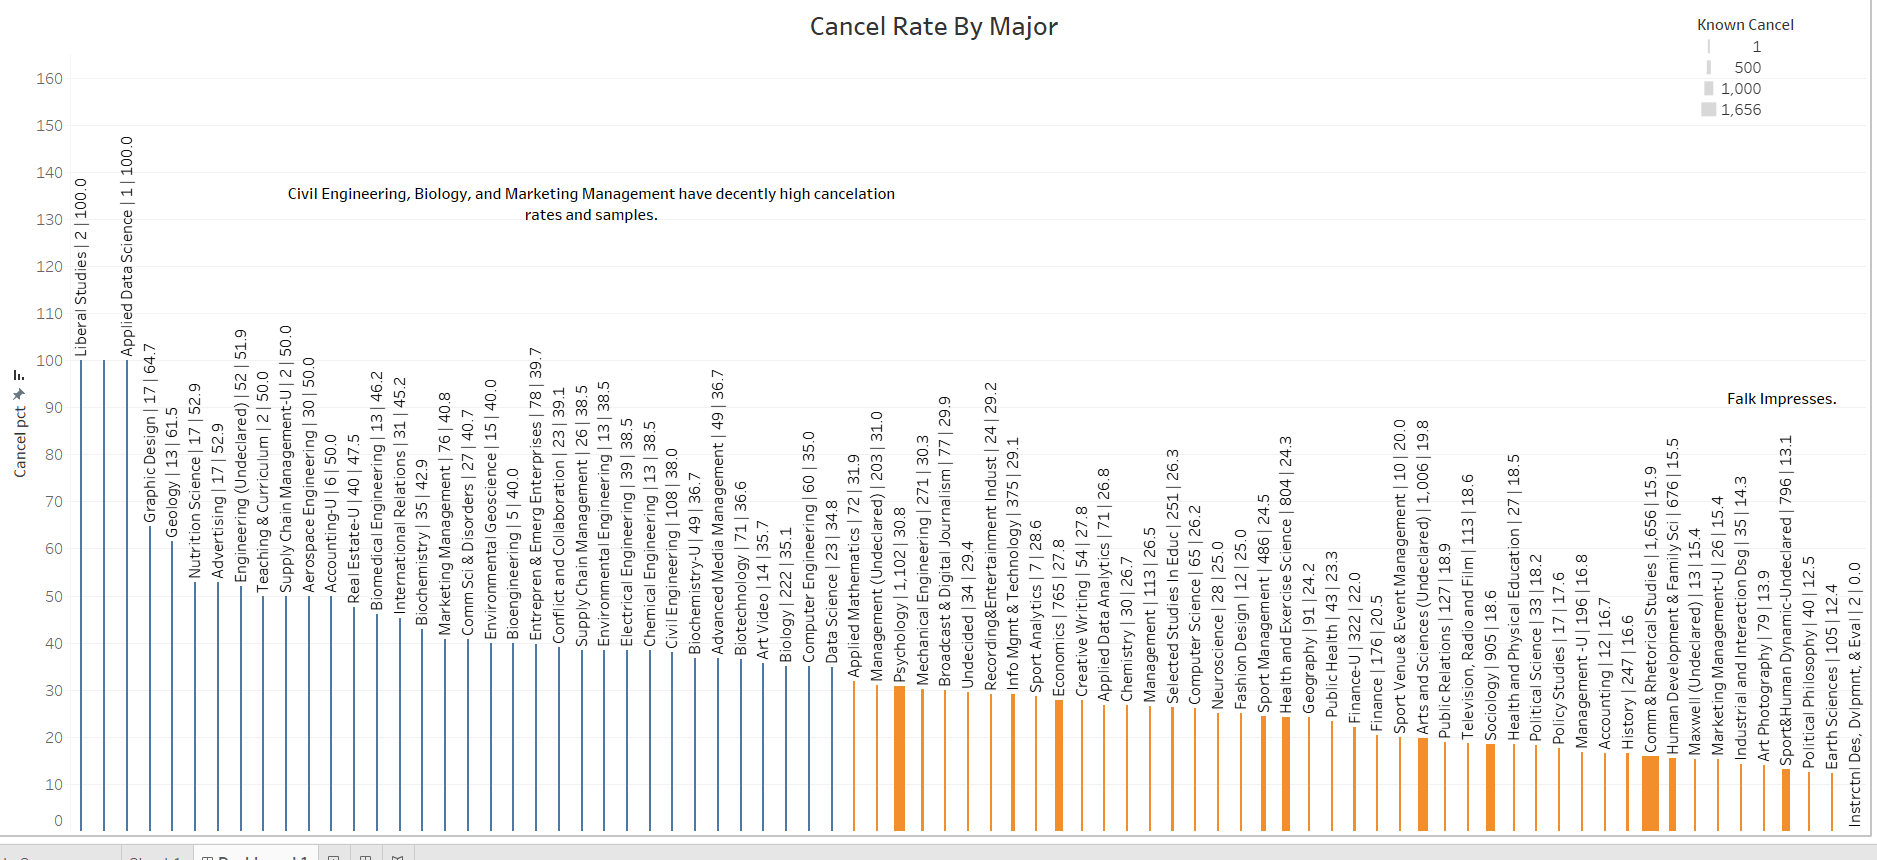 Cancel Rate By Major
Known Cancel
1
500
1,000
1,656
160
150
140
130
120
110
100
90
80
70
60
50
40
30
20
10
0
Cancel pct
Civil Engineering, Biology, and Marketing Management have decently high cancelation
rates and samples.
Falk Impresses.
Liberal Studies | 2 | 100.0
Applied Data Science | 1 | 100.0
Graphic Design | 17 | 64.7
Geology | 13 | 61.5
Nutrition Science | 17 | 52.9
Advertising | 17 | 52.9
Engineering (Undeclared) | 52 | 51.9
Teaching & Curriculum | 2 | 50.0
Supply Chain Management-U | 2 | 50.0
Aerospace Engineering | 30 | 50.0
Accounting-U | 6 | 50.0
Real Estate-U | 40 | 47.5
Biomedical Engineering | 13 | 46.2
International Relations | 31 | 45.2
Biochemistry | 35 | 42.9
Marketing Management | 76 | 40.8
Comm Sci & Disorders | 27 | 40.7
Environmental Geoscience | 15 | 40.0
Bioengineering | 5 | 40.0
Entrepren & Emerg Enterprises | 78 | 39.7
Conflict and Collaboration | 23 | 39.1
Supply Chain Management | 26 | 38.5
Environmental Engineering | 13 | 38.5
Electrical Engineering | 39 | 38.5
Chemical Engineering | 13 | 38.5
Civil Engineering | 108 | 38.0
Biochemistry-U | 49 | 36.7
Advanced Media Management | 49 | 36.7
Biotechnology | 71 | 36.6
Art Video | 14 | 35.7
Biology | 222 | 35.1
Computer Engineering | 60 | 35.0
Data Science | 23 | 34.8
Applied Mathematics | 72 | 31.9
Management (Undeclared) | 203 | 31.0
Psychology | 1,102 | 30.8
Mechanical Engineering | 271 | 30.3
Broadcast & Digital Journalism | 77 | 29.9
Undecided | 34 | 29.4
Recording&Entertainment Indust | 24 | 29.2
Info Mgmt & Technology | 375 | 29.1
Sport Analytics | 7 | 28.6
Economics | 765 | 27.8
Creative Writing | 54 | 27.8
Applied Data Analytics | 71 | 26.8
Chemistry | 30 | 26.7
Management | 113 | 26.5
Selected Studies In Educ | 251 | 26.3
Computer Science | 65 | 26.2
Neuroscience | 28 | 25.0
Fashion Design | 12 | 25.0
Sport Management | 486 | 24.5
Health and Exercise Science | 804 | 24.3
Geography | 91 | 24.2
Public Health | 43 | 23.3
Finance-U | 322 | 22.0
Finance | 176 | 20.5
Sport Venue & Event Management | 10 | 20.0
Arts and Sciences (Undeclared) | 1,006 | 19.8
Public Relations | 127 | 18.9
Television, Radio and Film | 113 | 18.6
Sociology | 905 | 18.6
Health and Physical Education | 27 | 18.5
Political Science | 33 | 18.2
Policy Studies | 17 | 17.6
Management -U | 196 | 16.8
Accounting | 12 | 16.7
History | 247 | 16.6
Comm & Rhetorical Studies | 1,656 | 15.9
Human Development & Family Sci | 676 | 15.5
Maxwell (Undeclared) | 13 | 15.4
Marketing Management-U | 26 | 15.4
Industrial and Interaction Dsg | 35 | 14.3
Art Photography | 79 | 13.9
Sport&Human Dynamic-Undeclared | 796 | 13.1
Political Philosophy | 40 | 12.5
Earth Sciences | 105 | 12.4
Instrctnl Des, Dvlpmnt, & Eval | 2 | 0.0